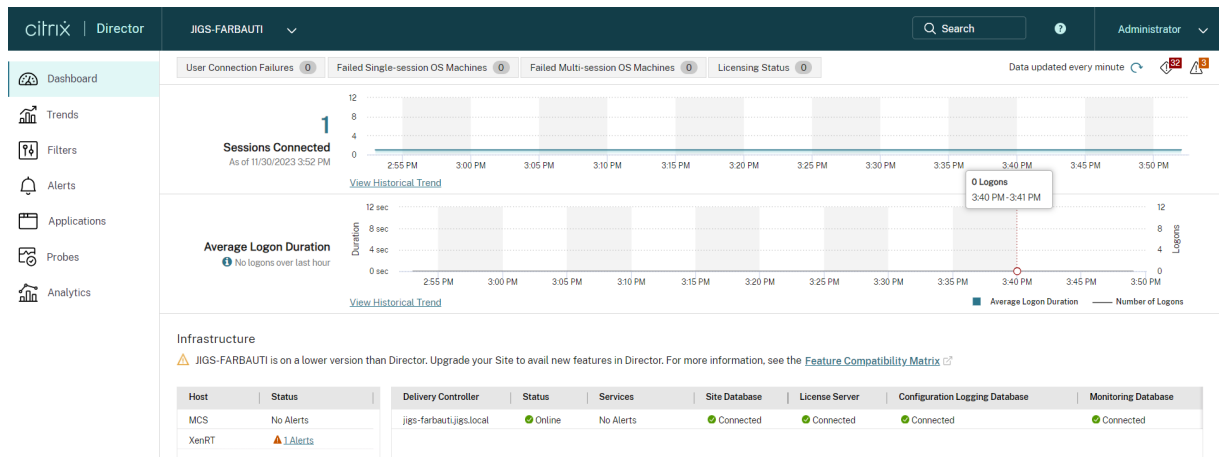 citrix | Director
JIGS-FARBAUTI
Search
Administrator
Dashboard
Trends
Filters
Alerts
Applications
Probes
Analytics
User Connection Failures 0
Failed Single-session OS Machines 0
Failed Multi-session OS Machines 0
Licensing Status 0
Data updated every minute
32
3
1
Sessions Connected
As of 11/30/2023 3:52 PM
12
8
4
0
2:55 PM 3:00 PM 3:05 PM 3:10 PM 3:15 PM 3:20 PM 3:25 PM 3:30 PM 3:35 PM 3:40 PM 3:45 PM 3:50 PM
View Historical Trend
0 Logons
3:40 PM-3:41 PM
Average Logon Duration
No logons over last hour
Duration
12 sec
8 sec
4 sec
0 sec
12
8
4
0
Logons
2:55 PM 3:00 PM 3:05 PM 3:10 PM 3:15 PM 3:20 PM 3:25 PM 3:30 PM 3:35 PM 3:40 PM 3:45 PM 3:50 PM
View Historical Trend
Average Logon Duration
Number of Logons
Infrastructure
JIGS-FARBAUTI is on a lower version than Director. Upgrade your Site to avail new features in Director. For more information, see the Feature Compatibility Matrix
Host Status
MCS No Alerts
XenRT 1 Alerts
Delivery Controller Status Services Site Database License Server Configuration Logging Database Monitoring Database
jigs-farbauti.jigs.local Online No Alerts Connected Connected Connected Connected